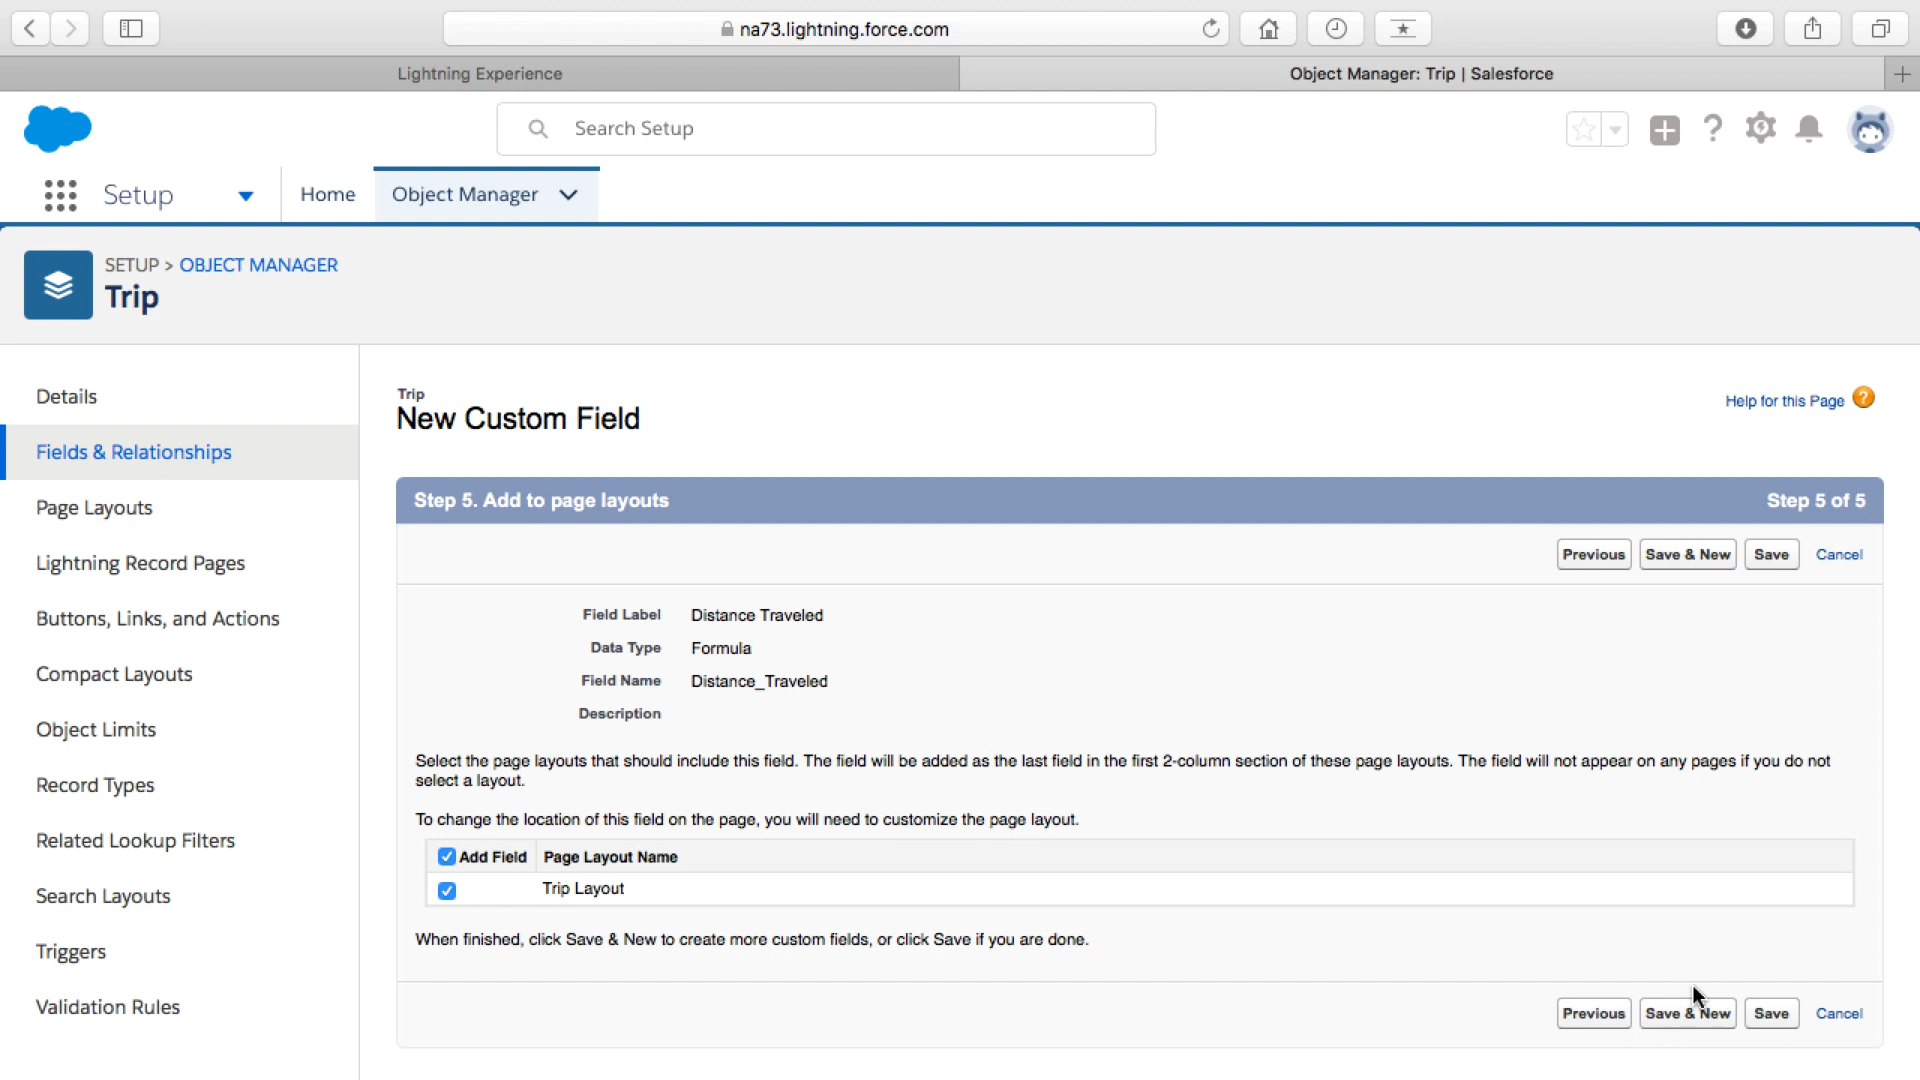 na73.lightning.force.com
Lightning Experience
Object Manager: Trip | Salesforce
Search Setup
Setup
Home
Object Manager
SETUP > OBJECT MANAGER
Trip
Details
Fields & Relationships
Page Layouts
Lightning Record Pages
Buttons, Links, and Actions
Compact Layouts
Object Limits
Record Types
Related Lookup Filters
Search Layouts
Triggers
Validation Rules
Trip
New Custom Field
Help for this Page ?
Step 5. Add to page layouts
Step 5 of 5
Previous Save & New Save Cancel
Field Label Distance Traveled
Data Type Formula
Field Name Distance_Traveled
Description
Select the page layouts that should include this field. The field will be added as the last field in the first 2-column section of these page layouts. The field will not appear on any pages if you do not
select a layout.
To change the location of this field on the page, you will need to customize the page layout.
Add Field Page Layout Name
Trip Layout
When finished, click Save & New to create more custom fields, or click Save if you are done.
Previous Save & New Save Cancel